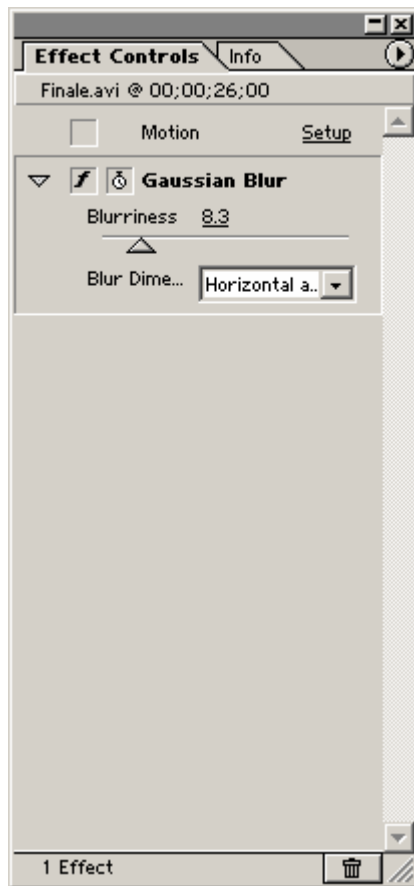 Effect Controls Info
Finale.avi @ 00;00;26;00
Motion Setup
f Gaussian Blur
Blurriness 8.3
Blur Dime... Horizontal a..
1 Effect